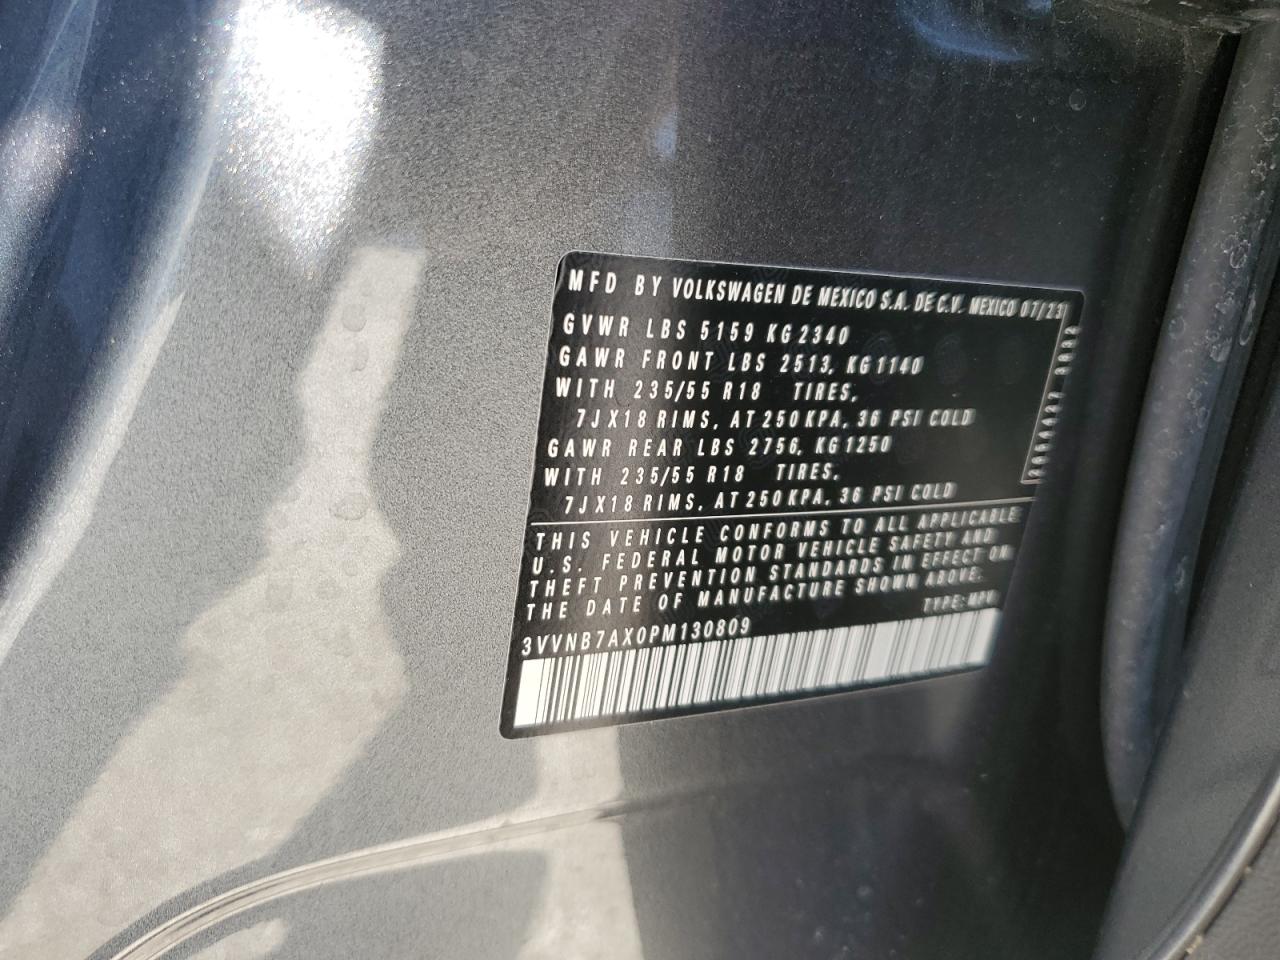 MFD BY VOLKSWAGEN DE MEXICO S.A. DE C.V. MEXICO 07/23
GVWR LBS 5159 KG 2340
GAWR FRONT LBS 2513, KG 1140
WITH 235/55 R18 TIRES,
7JX18 RIMS, AT 250 KPA, 36 PSI COLD
GAWR REAR LBS 2756, KG 1250
WITH 235/55 R18 TIRES,
7JX18 RIMS, AT 250 KPA, 36 PSI COLD
THIS VEHICLE CONFORMS TO ALL APPLICABLE
U.S. FEDERAL MOTOR VEHICLE SAFETY AND
THEFT PREVENTION STANDARDS IN EFFECT ON
THE DATE OF MANUFACTURE SHOWN ABOVE.
TYPE: MPV
3VVNB7AX0PM130809